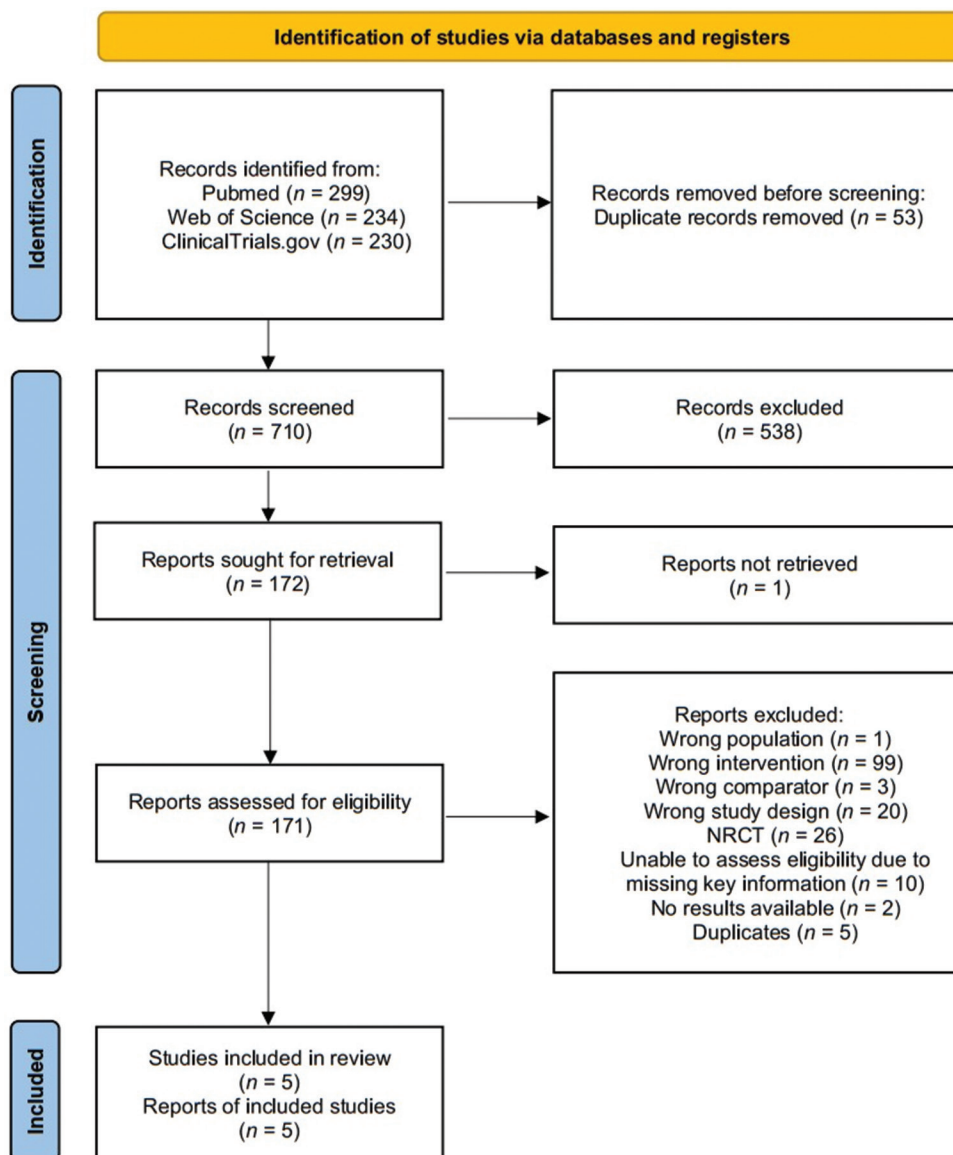 Identification of studies via databases and registers
Identification
Records identified from:
Pubmed (n = 299)
Web of Science (n = 234)
ClinicalTrials.gov (n = 230)
Records removed before screening:
Duplicate records removed (n = 53)
Screening
Records screened
(n = 710)
Records excluded
(n = 538)
Reports sought for retrieval
(n = 172)
Reports not retrieved
(n = 1)
Reports assessed for eligibility
(n = 171)
Reports excluded:
Wrong population (n = 1)
Wrong intervention (n = 99)
Wrong comparator (n = 3)
Wrong study design (n = 20)
NRCT (n = 26)
Unable to assess eligibility due to
missing key information (n = 10)
No results available (n = 2)
Duplicates (n = 5)
Included
Studies included in review
(n = 5)
Reports of included studies
(n = 5)